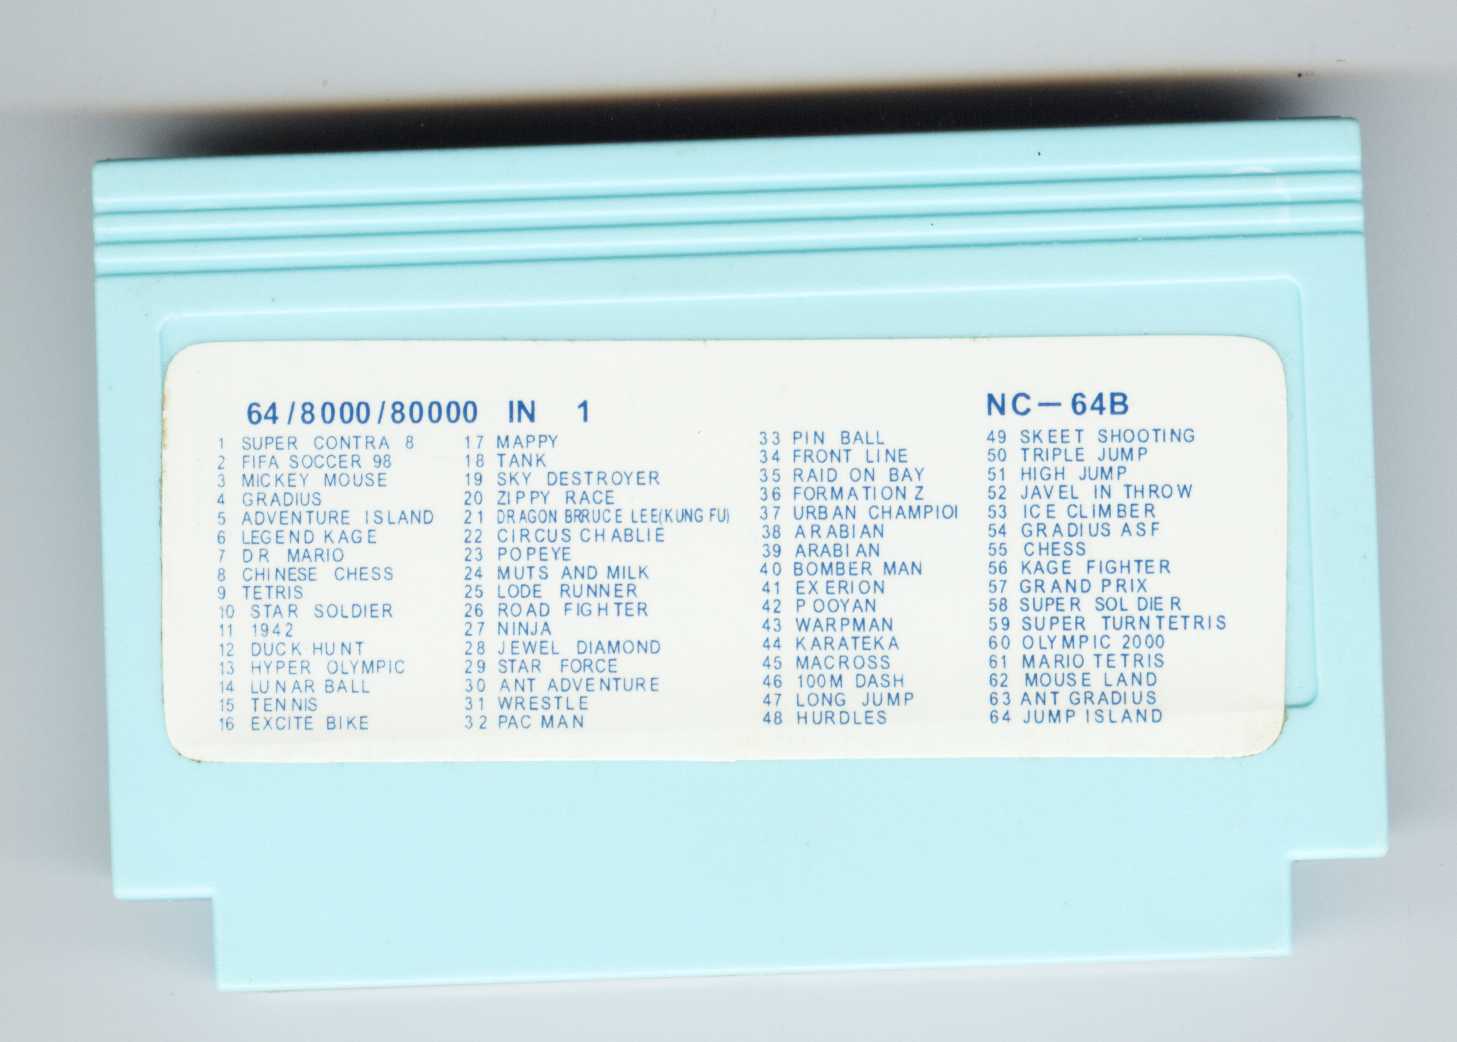 64/8000/80000 IN 1
NC-64B
1 SUPER CONTRA 8
2 FIFA SOCCER 98
3 MICKEY MOUSE
4 GRADIUS
5 ADVENTURE ISLAND
6 LEGEND KAGE
7 DR MARIO
8 CHINESE CHESS
9 TETRIS
10 STAR SOLDIER
11 1942
12 DUCK HUNT
13 HYPER OLYMPIC
14 LUNAR BALL
15 TENNIS
16 EXCITE BIKE
17 MAPPY
18 TANK
19 SKY DESTROYER
20 ZIPPY RACE
21 DRAGON BRRUCE LEE(KUNG FU)
22 CIRCUS CHABLIE
23 POPEYE
24 MUTS AND MILK
25 LODE RUNNER
26 ROAD FIGHTER
27 NINJA
28 JEWEL DIAMOND
29 STAR FORCE
30 ANT ADVENTURE
31 WRESTLE
32 PAC MAN
33 PIN BALL
34 FRONT LINE
35 RAID ON BAY
36 FORMATION Z
37 URBAN CHAMPIOI
38 ARABIAN
39 ARABIAN
40 BOMBER MAN
41 EXERION
42 POOYAN
43 WARPMAN
44 KARATEKA
45 MACROSS
46 100M DASH
47 LONG JUMP
48 HURDLES
49 SKEET SHOOTING
50 TRIPLE JUMP
51 HIGH JUMP
52 JAVEL IN THROW
53 ICE CLIMBER
54 GRADIUS ASF
55 CHESS
56 KAGE FIGHTER
57 GRAND PRIX
58 SUPER SOLDIER
59 SUPER TURNTETRIS
60 OLYMPIC 2000
61 MARIO TETRIS
62 MOUSE LAND
63 ANT GRADIUS
64 JUMP ISLAND